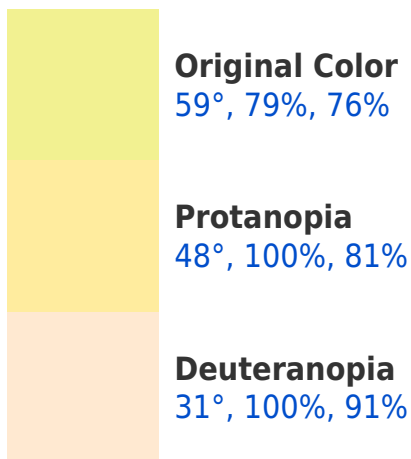 Original Color
59°, 79%, 76%
Protanopia
48°, 100%, 81%
Deuteranopia
31°, 100%, 91%